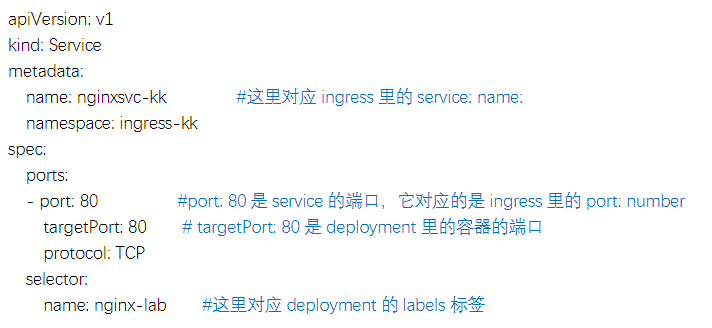 apiVersion: v1
kind: Service
metadata:
name: nginxsvc-kk #这里对应 ingress 里的 service: name:
namespace: ingress-kk
spec:
ports:
- port: 80 #port: 80 是 service 的端口，它对应的是 ingress 里的 port: number
targetPort: 80 # targetPort: 80 是 deployment 里的容器的端口
protocol: TCP
selector:
name: nginx-lab #这里对应 deployment 的 labels 标签